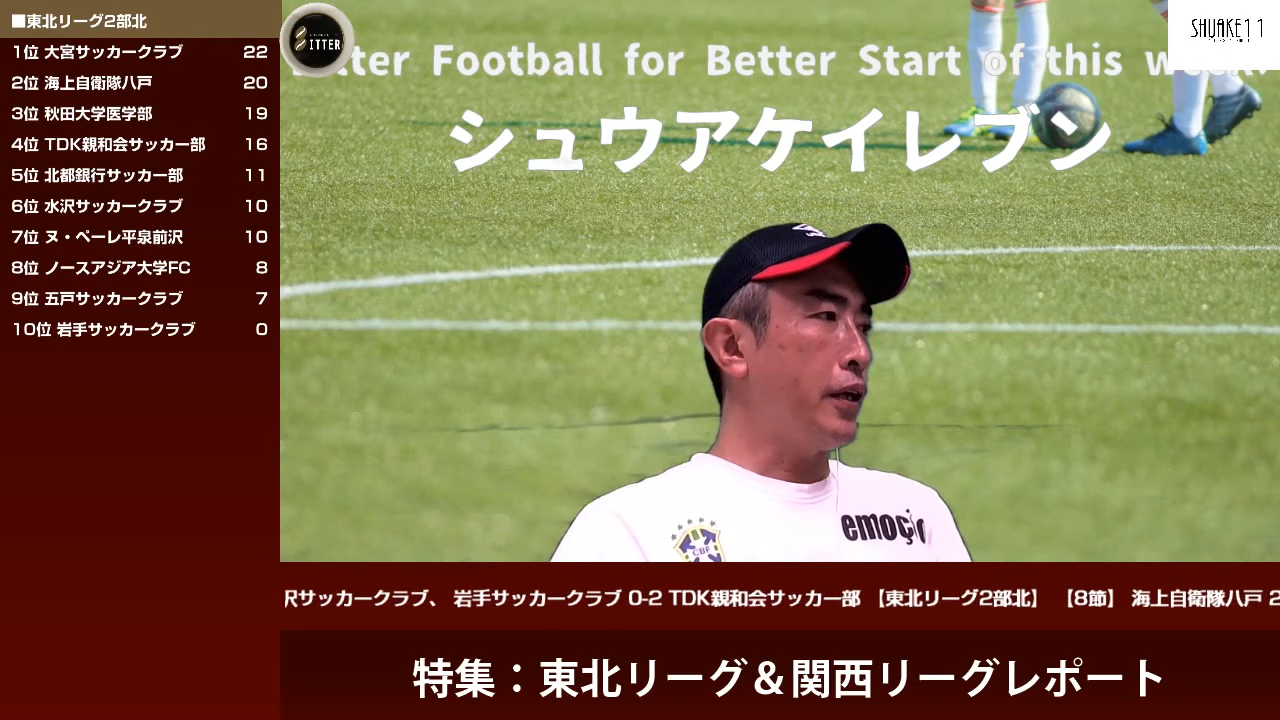 ■東北リーグ2部北
1位 大宮サッカークラブ 22
2位 海上自衛隊八戸 20
3位 秋田大学医学部 19
4位 TDK親和会サッカー部 16
5位 北都銀行サッカー部 11
6位 水沢サッカークラブ 10
7位 ヌ・ペーレ平泉前沢 10
8位 ノースアジア大学FC 8
9位 五戸サッカークラブ 7
10位 岩手サッカークラブ 0
ITTER
SHUAKE11
Football for Better Start of this
シュウアケイレブン
CBF
emoçã
沢サッカークラブ、 岩手サッカークラブ 0-2 TDK親和会サッカー部 【東北リーグ2部北】 【8節】 海上自衛隊八戸 2
特集：東北リーグ＆関西リーグレポート